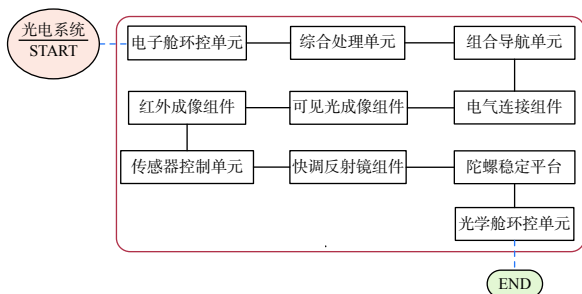 光电系统
START
电子舱环控单元
综合处理单元
组合导航单元
红外成像组件
可见光成像组件
电气连接组件
传感器控制单元
快调反射镜组件
陀螺稳定平台
光学舱环控单元
END